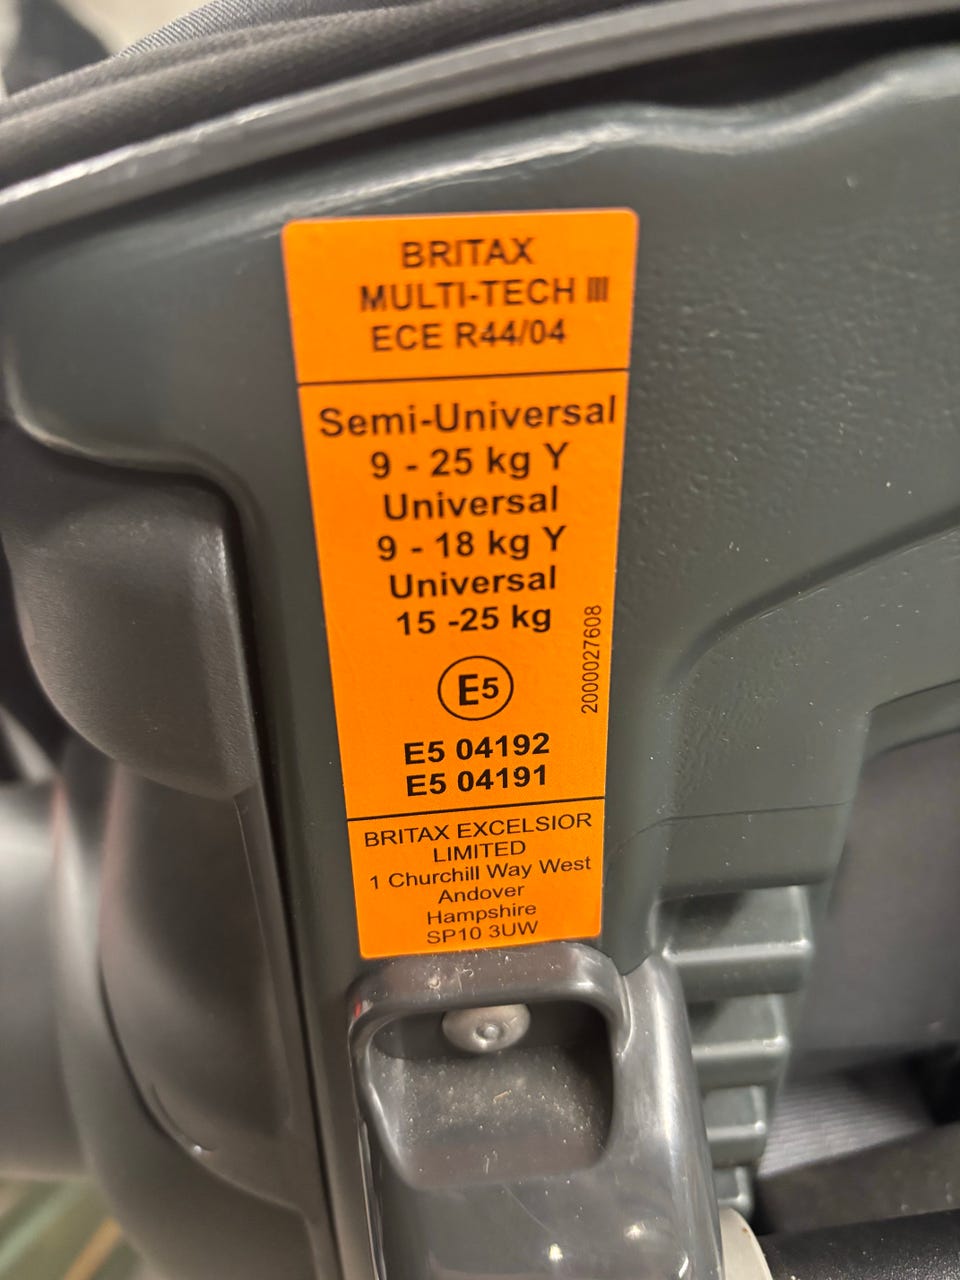 BRITAX
MULTI-TECH III
ECE R44/04
Semi-Universal
9 - 25 kg Y
Universal
9 - 18 kg Y
Universal
15 -25 kg
E5
2000027608
E5 04192
E5 04191
BRITAX EXCELSIOR
LIMITED
1 Churchill Way West
Andover
Hampshire
SP10 3UW